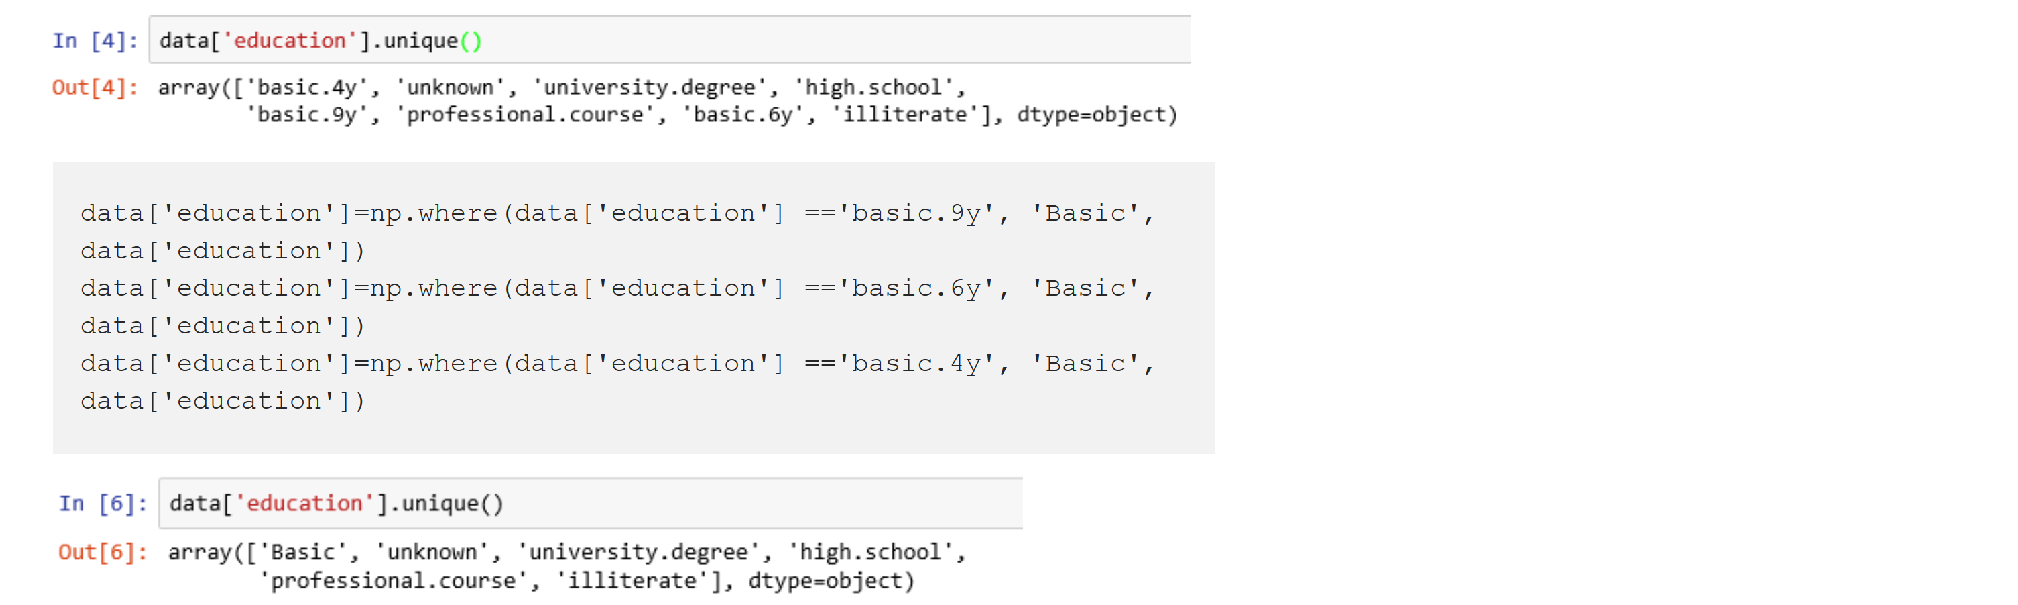 In [4]: data['education'].unique()
Out[4]: array(['basic.4y', 'unknown', 'university.degree', 'high.school',
'basic.9y', 'professional.course', 'basic.6y', 'illiterate'], dtype=object)
data['education']=np.where(data['education'] =='basic.9y', 'Basic',
data['education'])
data['education']=np.where(data['education'] =='basic.6y', 'Basic',
data['education'])
data['education']=np.where(data['education'] =='basic.4y', 'Basic',
data['education'])
In [6]: data['education'].unique()
Out[6]: array(['Basic', 'unknown', 'university.degree', 'high.school',
'professional.course', 'illiterate'], dtype=object)